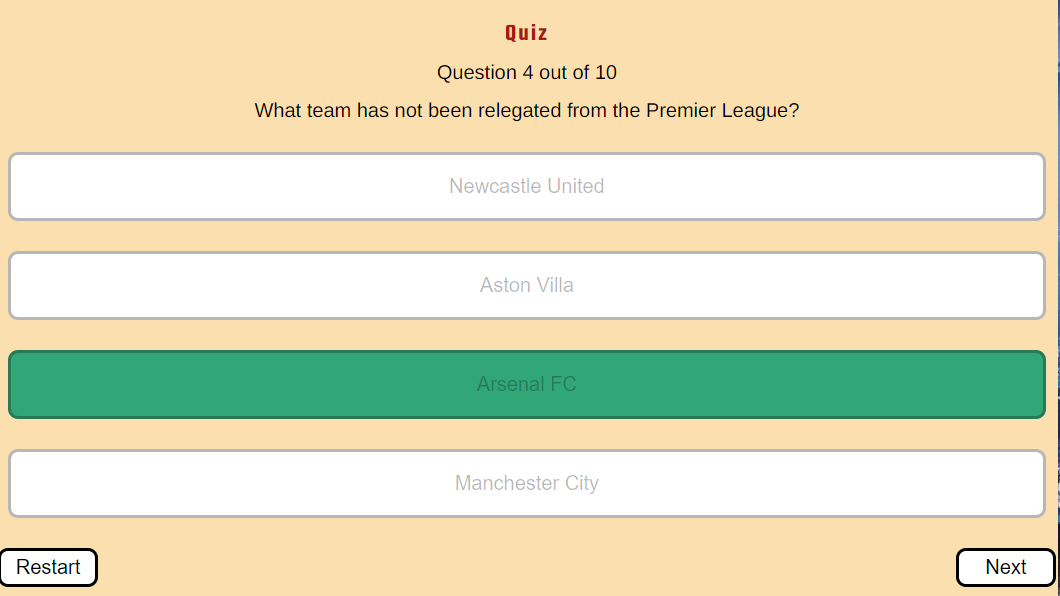 Quiz
Question 4 out of 10
What team has not been relegated from the Premier League?
Newcastle United
Aston Villa
Arsenal FC
Manchester City
Restart
Next